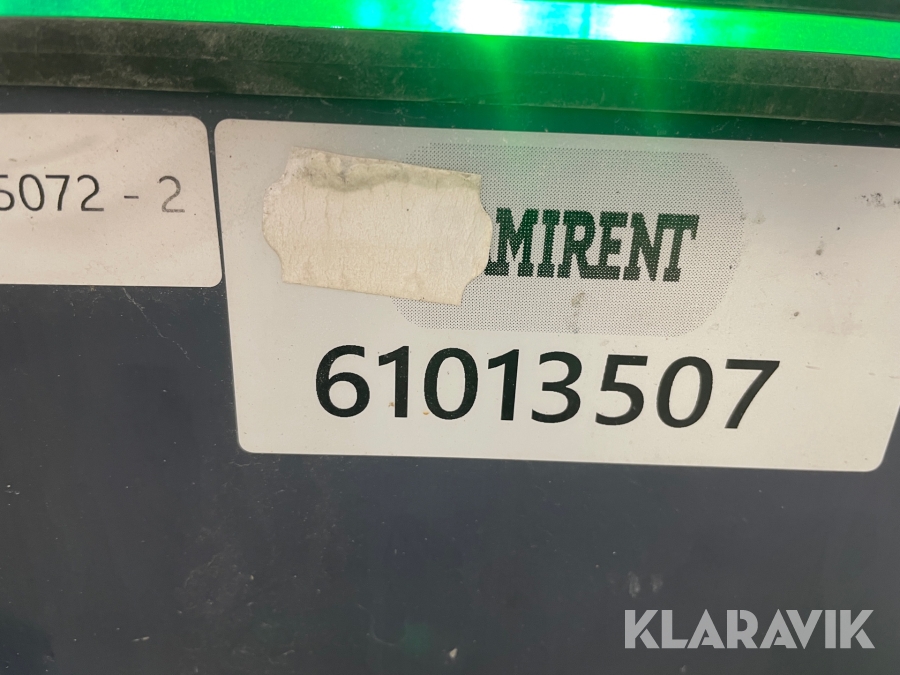 5072 - 2
MIRENT
61013507
KLARAVIK